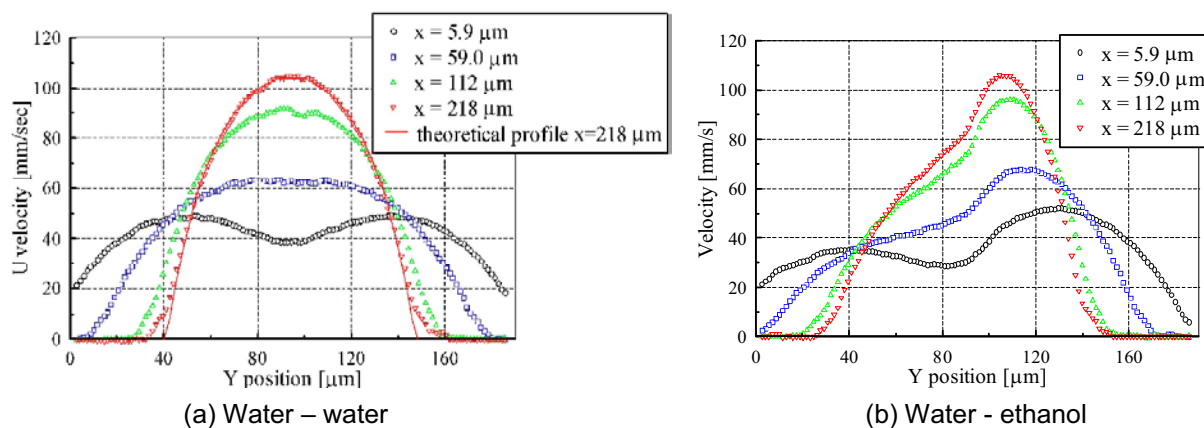 x = 5.9 μm
x = 59.0 μm
x = 112 μm
x = 218 μm
theoretical profile x=218 μm
120
100
80
60
40
20
0
U velocity [mm/sec]
0 40 80 120 160
Y position [μm]
(a) Water – water
x = 5.9 μm
x = 59.0 μm
x = 112 μm
x = 218 μm
120
100
80
60
40
20
0
Velocity [mm/s]
0 40 80 120 160
Y position [μm]
(b) Water - ethanol